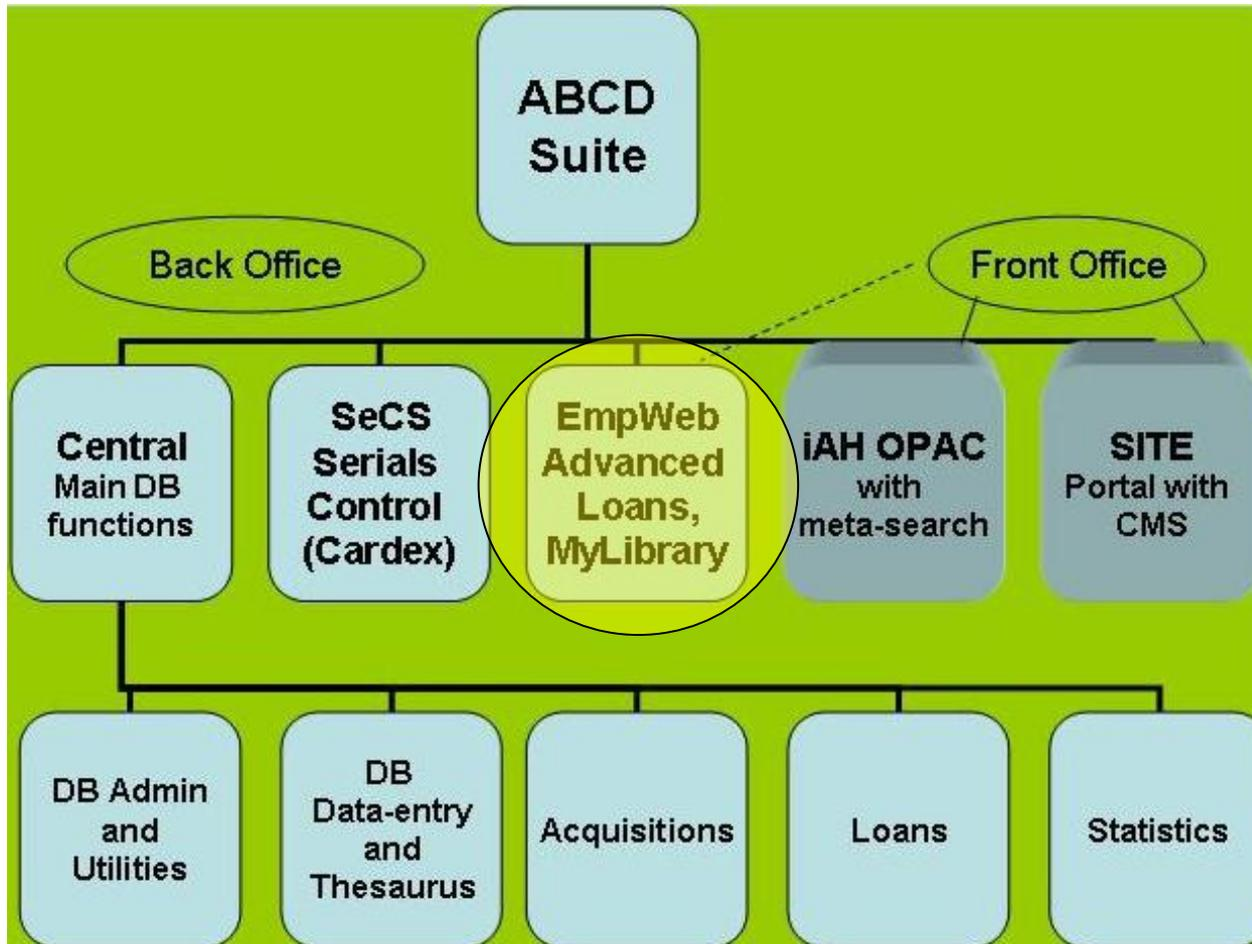 ABCD
Suite
Back Office
Front Office
Central
Main DB
functions
SeCS
Serials
Control
(Cardex)
EmpWeb
Advanced
Loans,
MyLibrary
iAH OPAC
with
meta-search
SITE
Portal with
CMS
DB Admin
and
Utilities
DB
Data-entry
and
Thesaurus
Acquisitions
Loans
Statistics